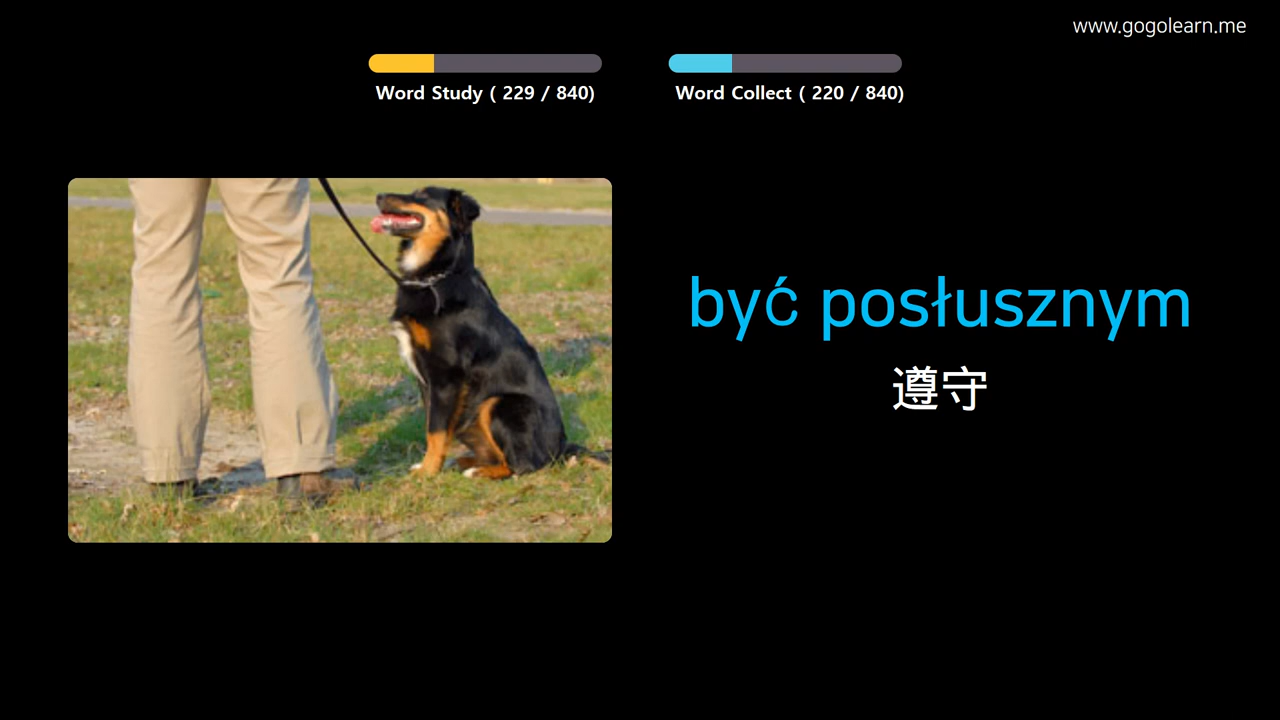 www.gogolearn.me
Word Study ( 229 / 840)
Word Collect ( 220 / 840)
być posłusznym
遵守